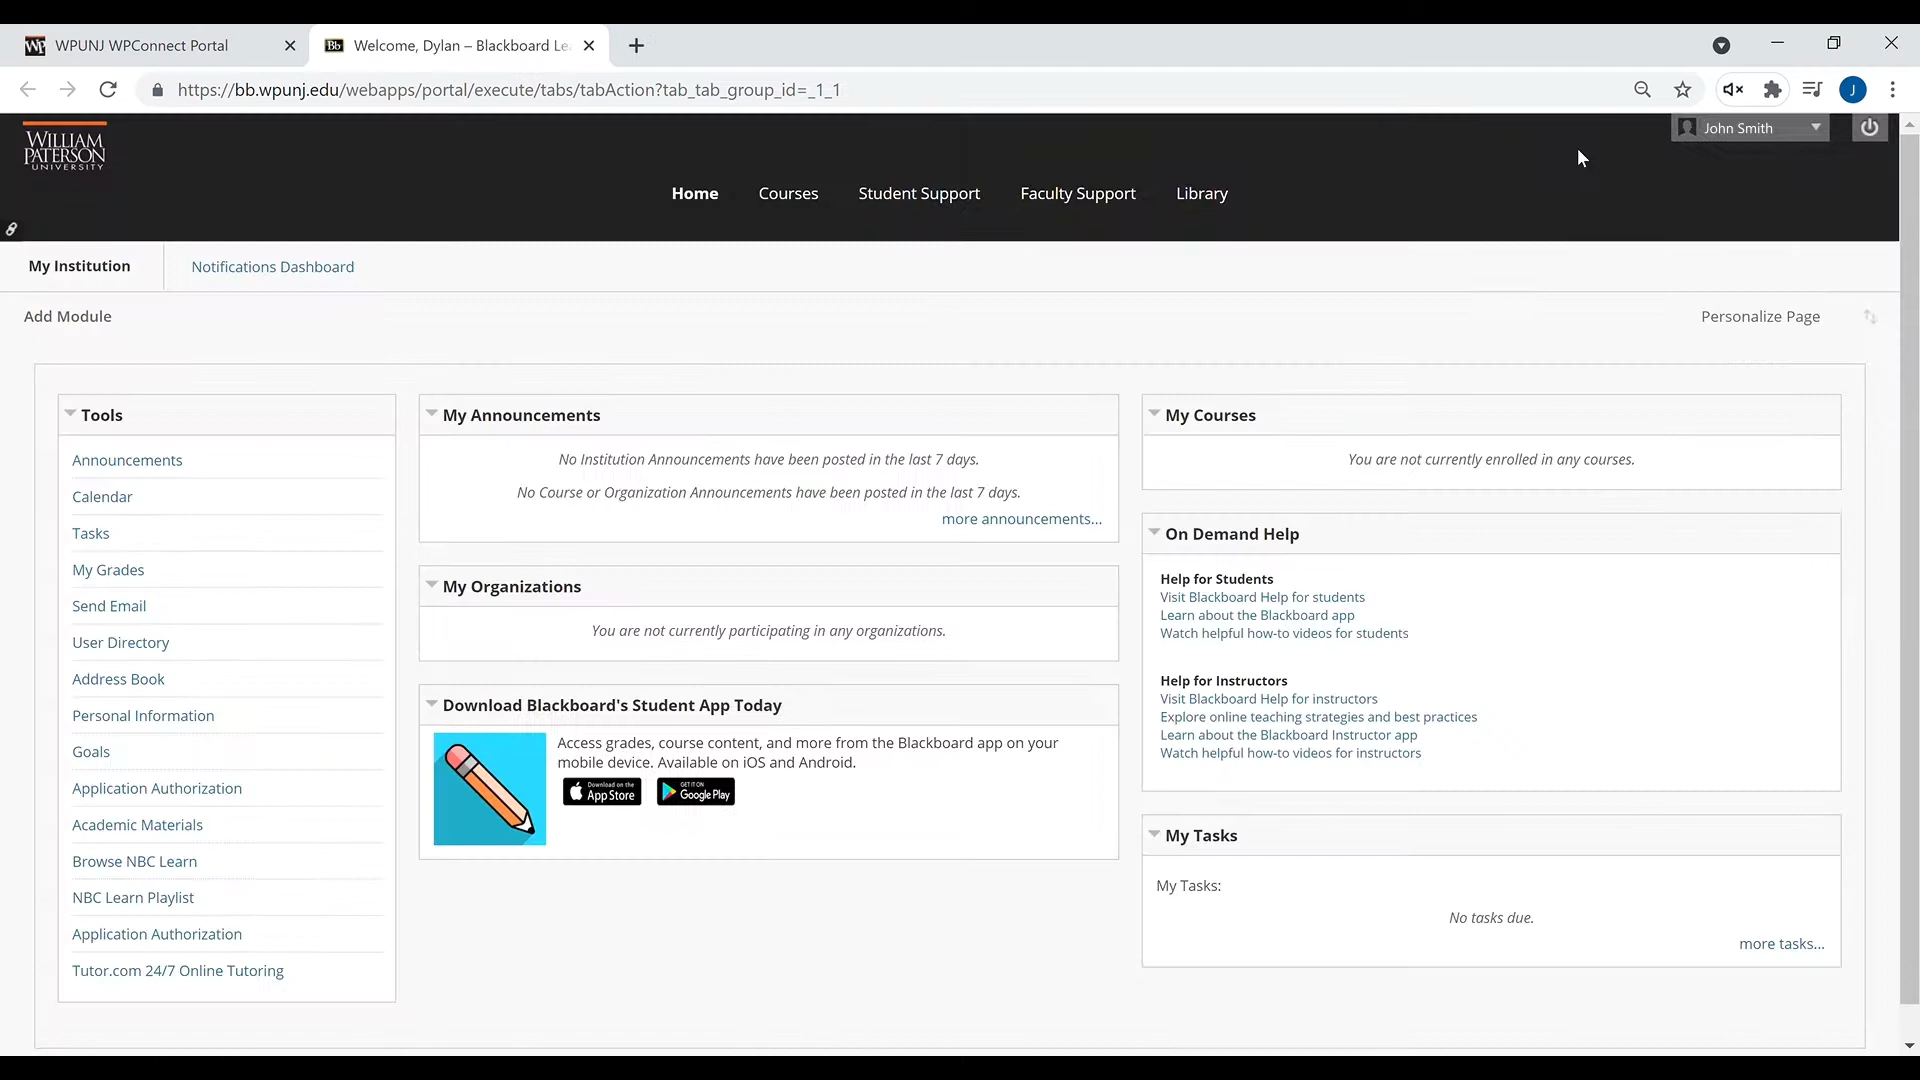 WPUNJ WPConnect Portal
Welcome, Dylan – Blackboard Le
https://bb.wpunj.edu/webapps/portal/execute/tabs/tabAction?tab_tab_group_id=_1_1
J
WILLIAM
PATERSON
UNIVERSITY
John Smith
Home
Courses
Student Support
Faculty Support
Library
My Institution
Notifications Dashboard
Add Module
Personalize Page
Tools
Announcements
Calendar
Tasks
My Grades
Send Email
User Directory
Address Book
Personal Information
Goals
Application Authorization
Academic Materials
Browse NBC Learn
NBC Learn Playlist
Application Authorization
Tutor.com 24/7 Online Tutoring
My Announcements
No Institution Announcements have been posted in the last 7 days.
No Course or Organization Announcements have been posted in the last 7 days.
more announcements...
My Organizations
You are not currently participating in any organizations.
Download Blackboard's Student App Today
Access grades, course content, and more from the Blackboard app on your
mobile device. Available on iOS and Android.
Download on the
App Store
GET IT ON
Google Play
My Courses
You are not currently enrolled in any courses.
On Demand Help
Help for Students
Visit Blackboard Help for students
Learn about the Blackboard app
Watch helpful how-to videos for students
Help for Instructors
Visit Blackboard Help for instructors
Explore online teaching strategies and best practices
Learn about the Blackboard Instructor app
Watch helpful how-to videos for instructors
My Tasks
My Tasks:
No tasks due.
more tasks...